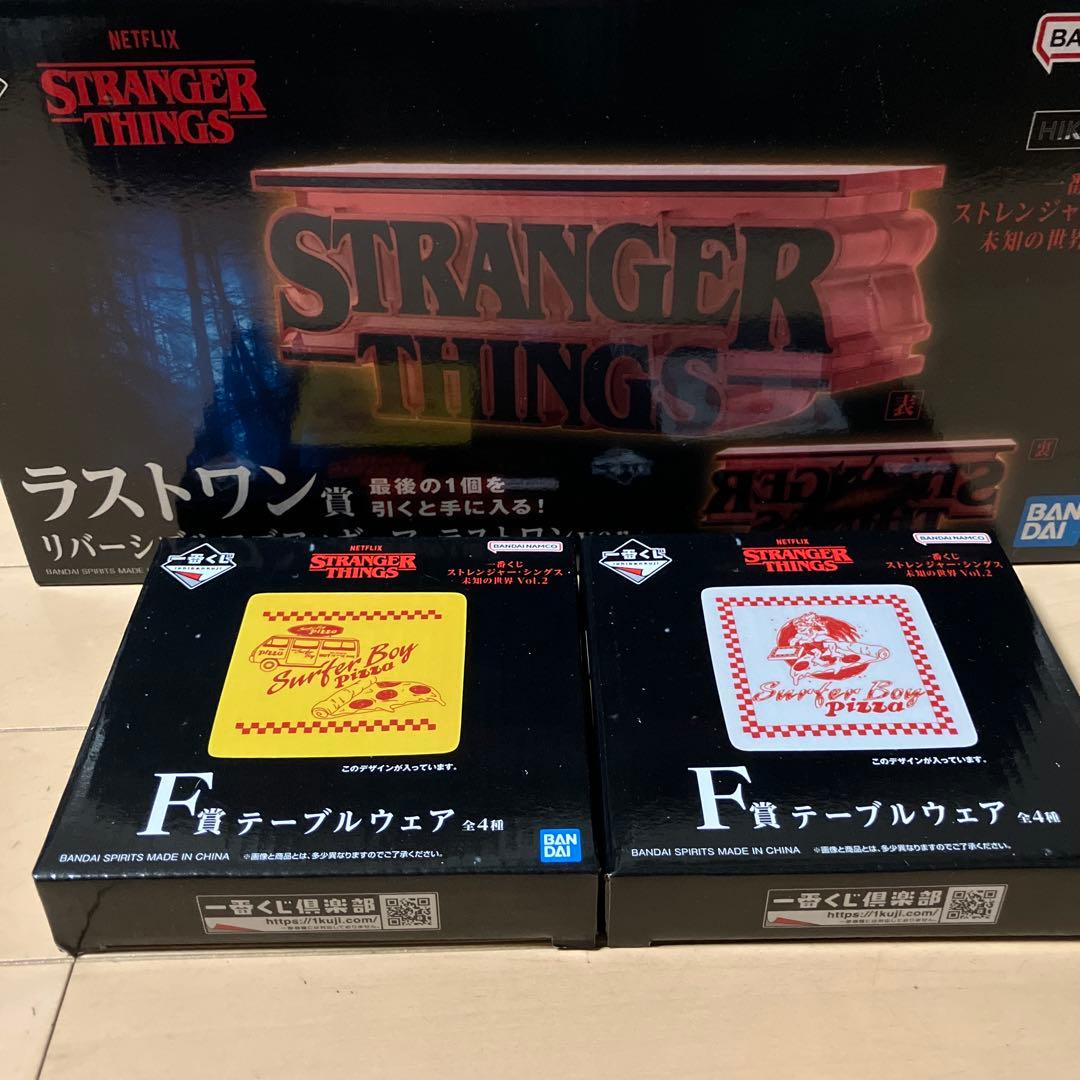 NETFLIX
STRANGER
THINGS
BA
HIK
一番
ストレンジャー
未知の世界
STRANGER
THINGS
表
裏
ラストワン賞
最後の1個を
引くと手に入る!
BAN
DAI
BANDAI SPIRITS MADE
一番くじ
ichibankuji
NETFLIX
STRANGER
THINGS
BANDAI NAMCO
一番くじ
ストレンジャー・シングス
未知の世界 Vol.2
PIZZA
Surfer Boy
Pizza
このデザインが入っています。
F賞 テーブルウェア 全4種
BANDAI SPIRITS MADE IN CHINA ※画像と商品とは、多少異なりますのでご了承ください。
BAN
DAI
一番くじ倶楽部
https://1kuji.com/
一番くじ
ichibankuji
NETFLIX
STRANGER
THINGS
BANDAI NAMCO
一番くじ
ストレンジャー・シングス
未知の世界 Vol.2
Surfer Boy
Pizza
このデザインが入っています。
F賞 テーブルウェア 全4種
BANDAI SPIRITS MADE IN CHINA ※画像と商品とは、多少異なりますのでご了承ください。
一番くじ倶楽部
https://1kuji.com/